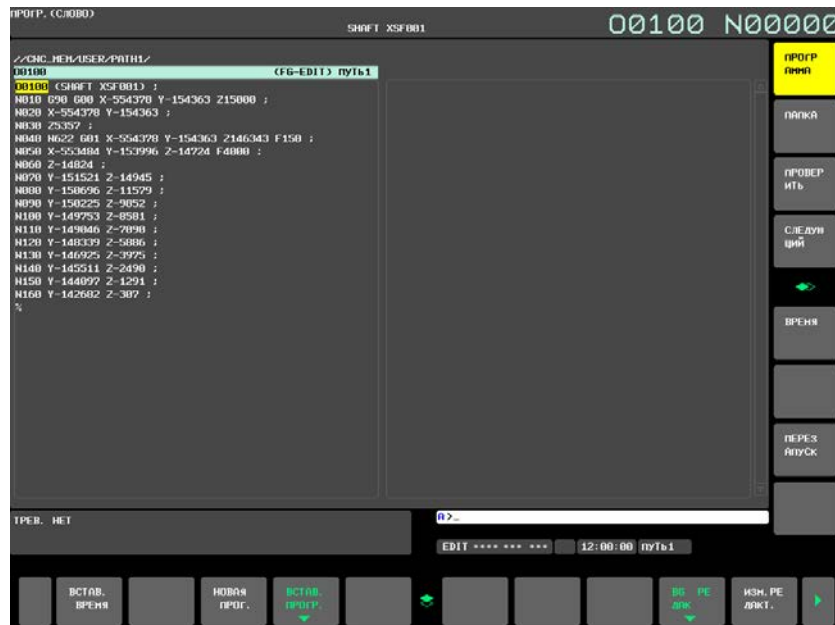 ПРОГР.(СЛОВО)
SHAFT XSF001
O0100 N00000
//CNC_MEM/USER/PATH1/
O0100 (FG-EDIT) ПУТЬ1
O0100 (SHAFT XSF001) ;
N010 G90 G00 X-554370 Y-154363 Z15000 ;
N020 X-554378 Y-154363 ;
N030 Z5357 ;
N040 N622 G01 X-554378 Y-154363 Z146343 F150 ;
N050 X-553484 Y-153996 Z-14724 F4000 ;
N060 Z-14824 ;
N070 Y-151521 Z-14945 ;
N080 Y-150696 Z-11579 ;
N090 Y-150225 Z-9052 ;
N100 Y-149753 Z-8581 ;
N110 Y-149046 Z-7090 ;
N120 Y-148339 Z-5886 ;
N130 Y-146925 Z-3975 ;
N140 Y-145511 Z-2490 ;
N150 Y-144097 Z-1291 ;
N160 Y-142682 Z-307 ;
%
ПРОГР
АММА
ПАПКА
ПРОВЕР
ИТЬ
СЛЕДУЮ
ЩИЙ
ВРЕМЯ
ПЕРЕЗ
АПУСК
ТРЕВ. НЕТ
A>_
EDIT **** *** *** 12:00:00 ПУТЬ1
ВСТАВ.
ВРЕМЯ
НОВАЯ
ПРОГ.
ВСТАВ.
ПРОГР.
BG РЕ
ДАК
ИЗМ.РЕ
ДАКТ.